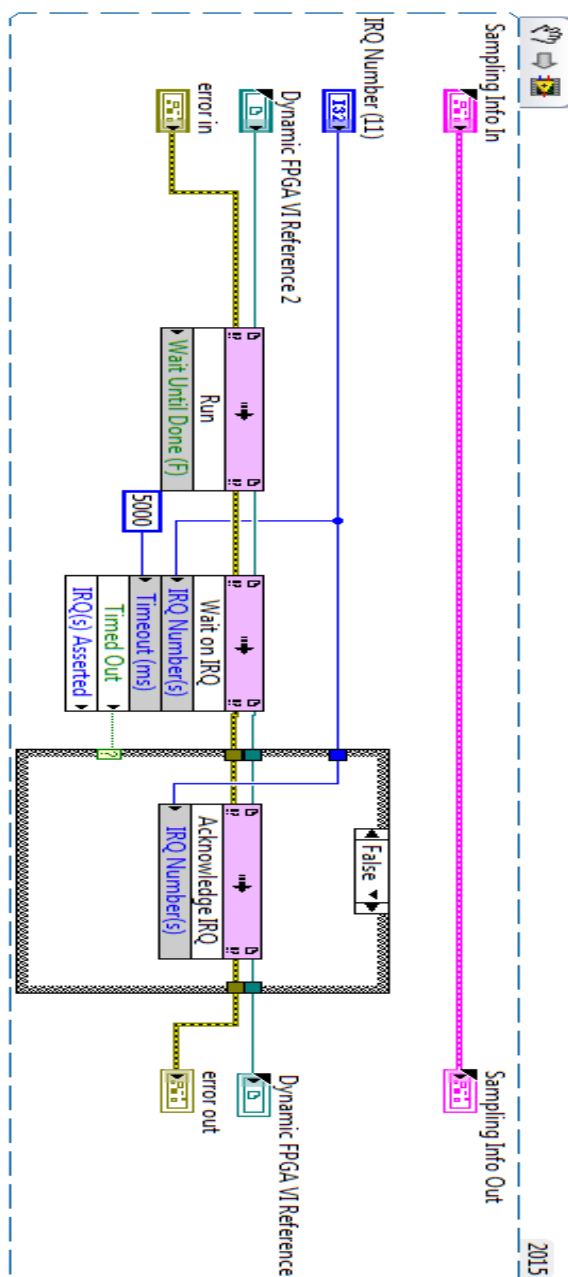 2015
Sampling Info In
Sampling Info Out
IRQ Number (11)
I32
False
Dynamic FPGA VI Reference 2
Dynamic FPGA VI Reference
error in
error out
Run
Wait Until Done (F)
5000
Wait on IRQ
IRQ Number(s)
Timeout (ms)
Timed Out
IRQ(s) Asserted
?
Acknowledge IRQ
IRQ Number(s)